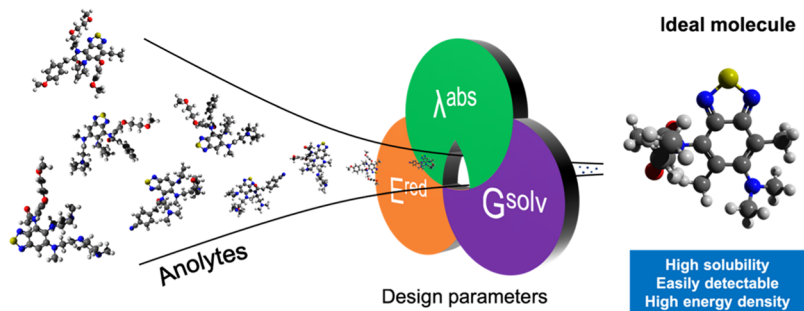 Ideal molecule
λabs
Ered
Gsolv
Anolytes
Design parameters
High solubility
Easily detectable
High energy density